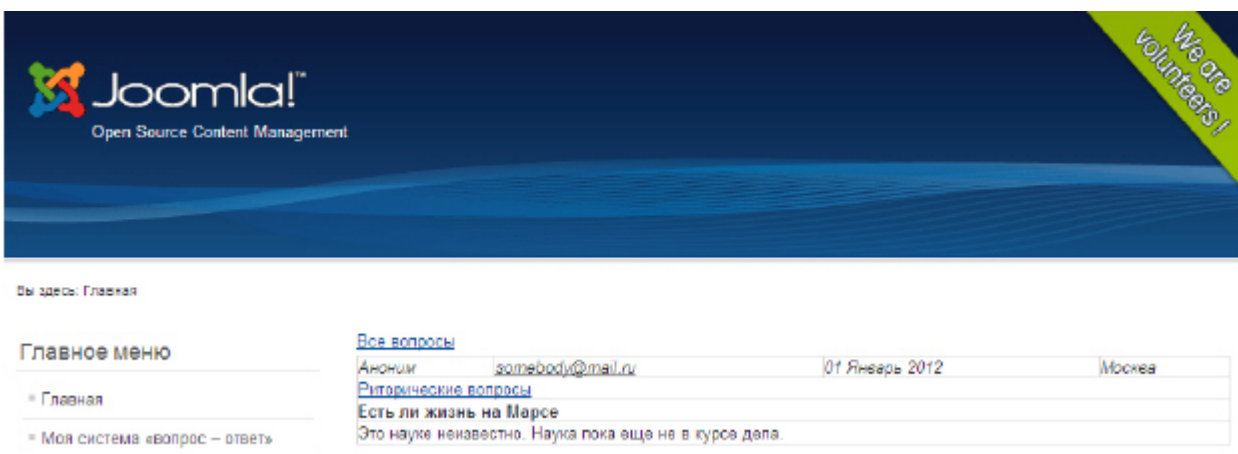 We are
volunteers!
Joomla!™
Open Source Content Management
Вы здесь: Главная
Главное меню
Главная
Моя система «вопрос – ответ»
Все вопросы
Аноним somebody@mail.ru 01 Январь 2012 Москва
Риторические вопросы
Есть ли жизнь на Марсе
Это науке неизвестно. Наука пока еще не в курсе дела.